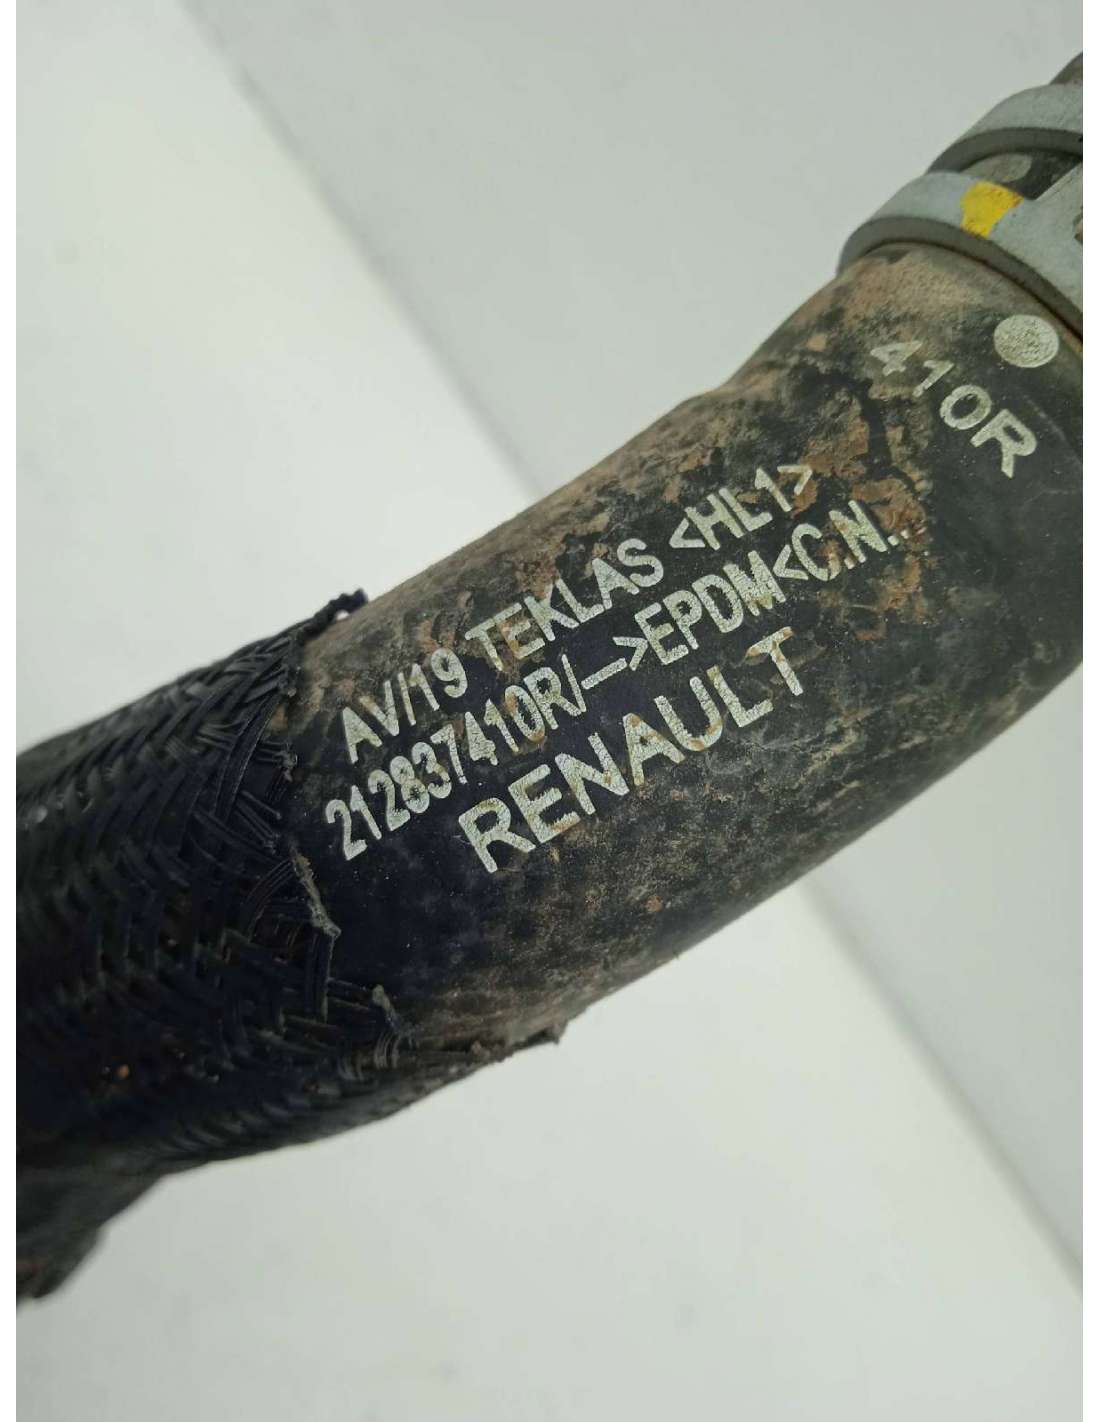 410R
AV/19 TEKLAS <HL1>
212837410R/—>EPDM<C.N..
RENAULT